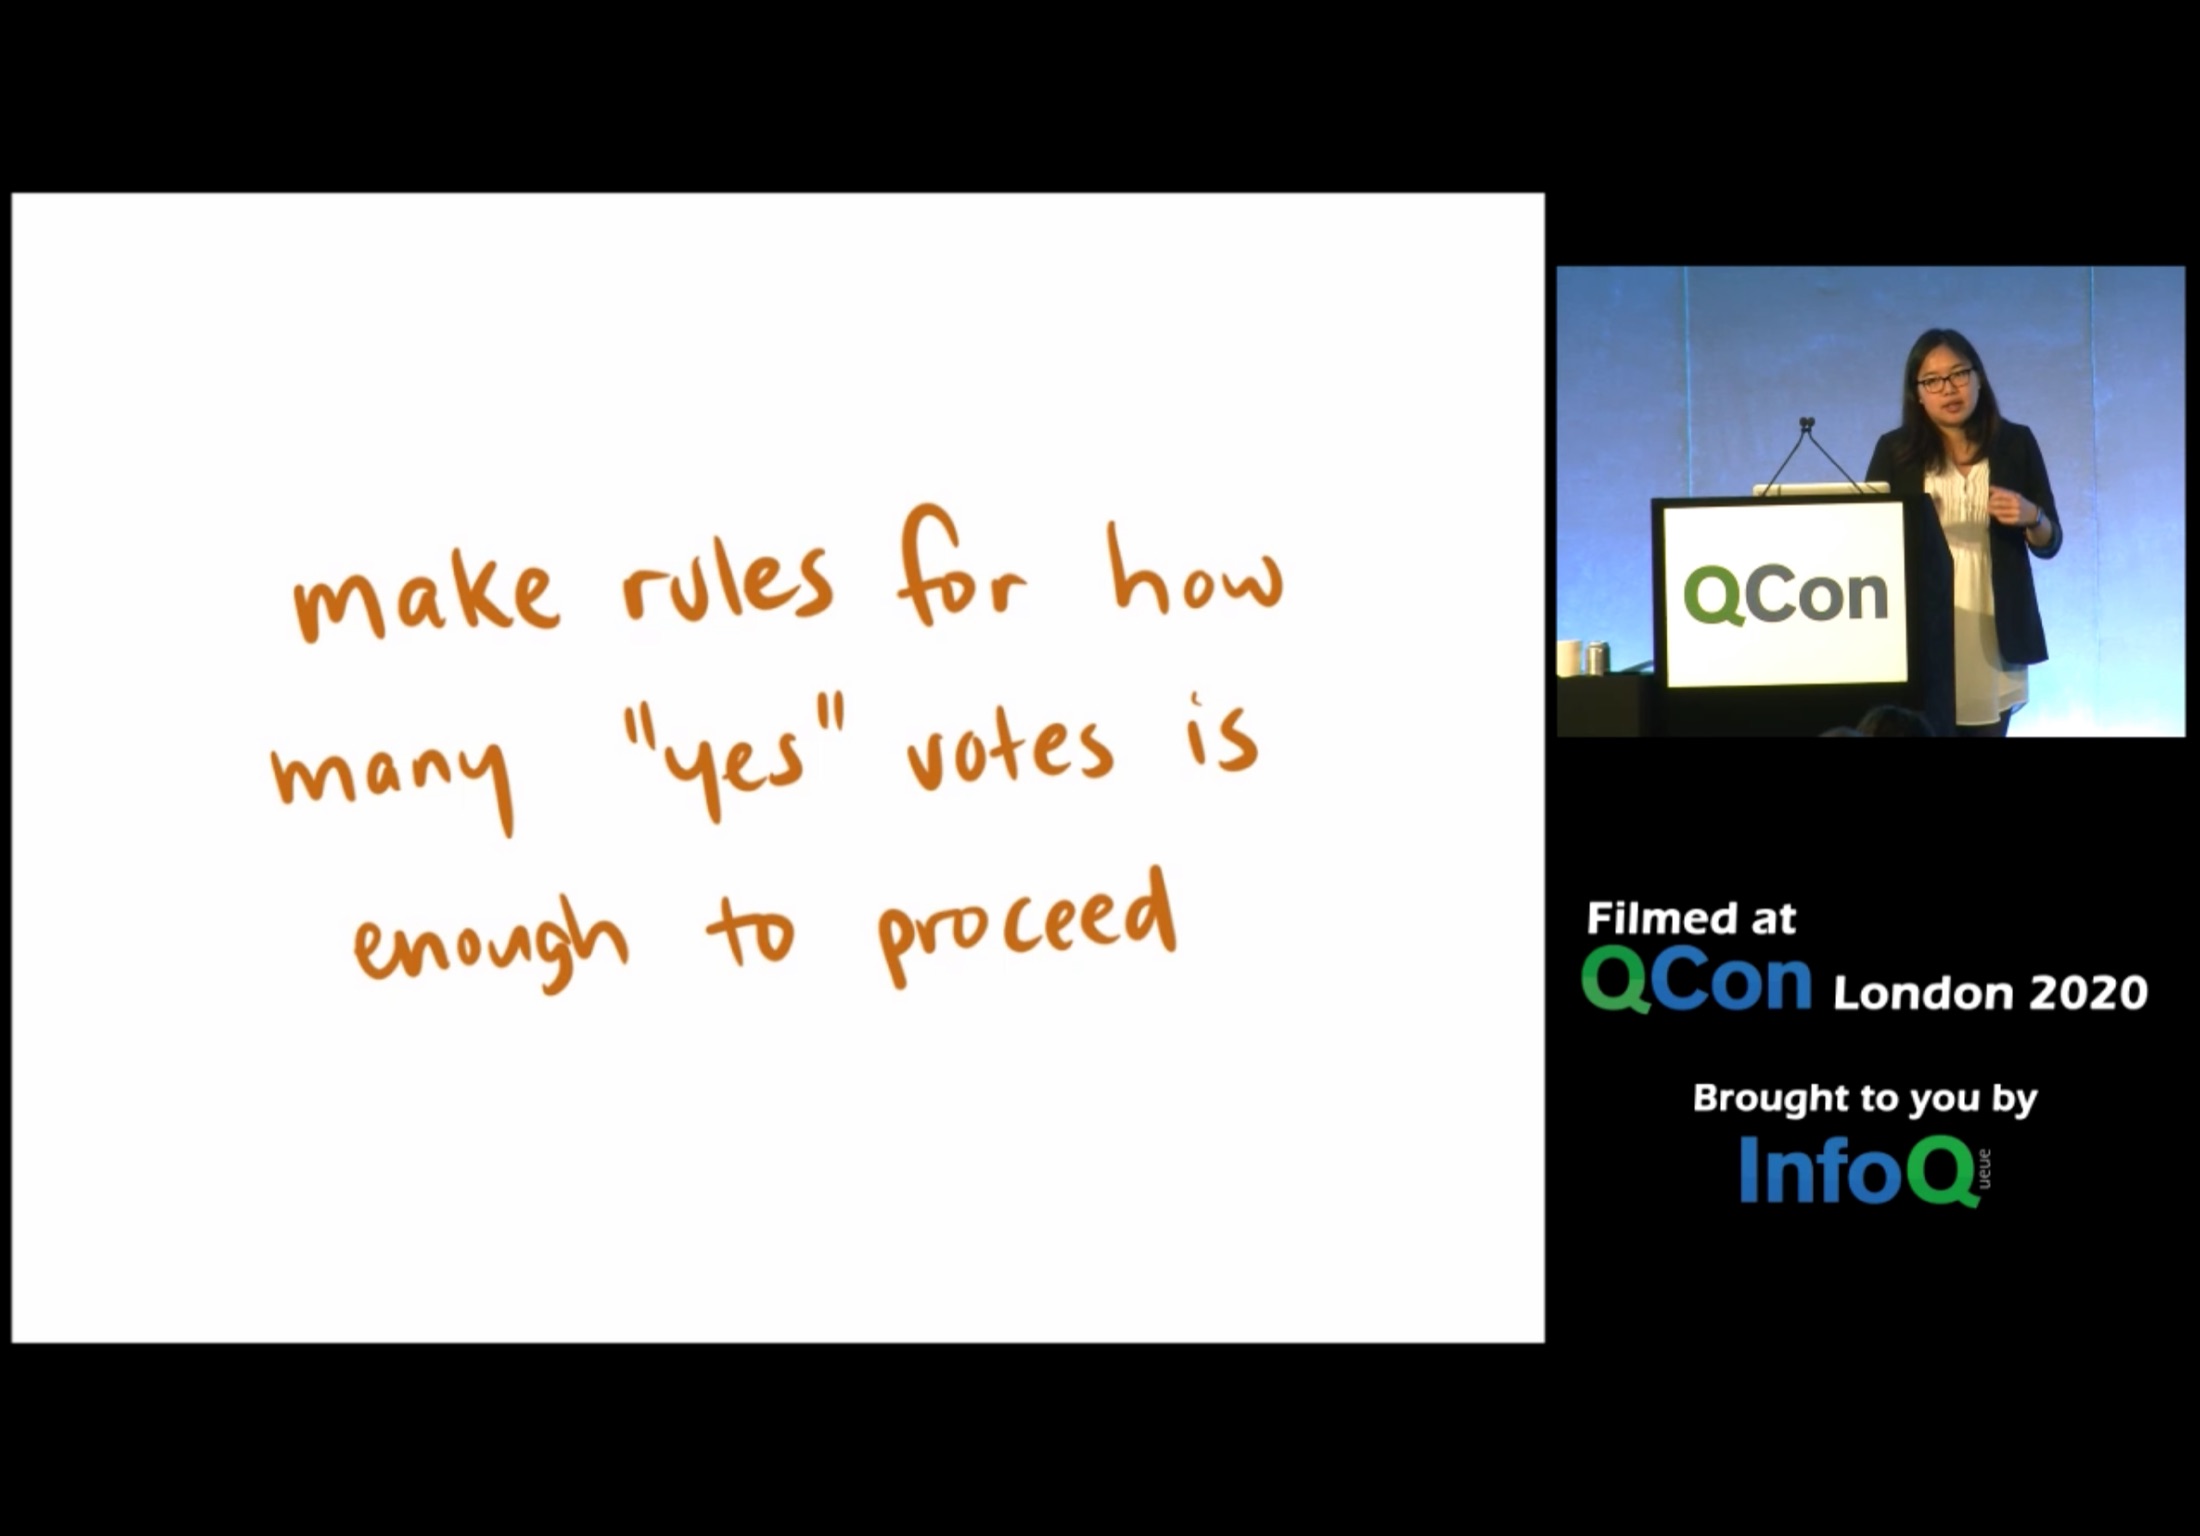 make rules for how
many "yes" votes is
enough to proceed
QCon
Filmed at
QCon London 2020
Brought to you by
InfoQ
ueue